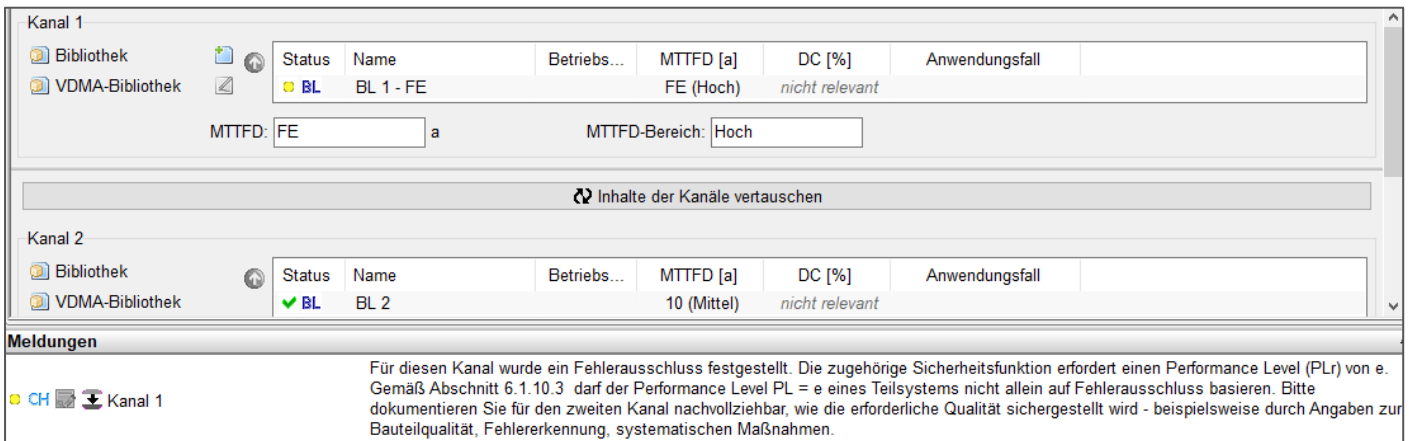 Kanal 1
Bibliothek
VDMA-Bibliothek
Status Name Betriebs... MTTFD [a] DC [%] Anwendungsfall
BL BL 1 - FE FE (Hoch) nicht relevant
MTTFD: FE a MTTFD-Bereich: Hoch
Inhalte der Kanäle vertauschen
Kanal 2
Bibliothek
VDMA-Bibliothek
Status Name Betriebs... MTTFD [a] DC [%] Anwendungsfall
BL BL 2 10 (Mittel) nicht relevant
Meldungen
CH Kanal 1
Für diesen Kanal wurde ein Fehlerausschluss festgestellt. Die zugehörige Sicherheitsfunktion erfordert einen Performance Level (PLr) von e.
Gemäß Abschnitt 6.1.10.3 darf der Performance Level PL = e eines Teilsystems nicht allein auf Fehlerausschluss basieren. Bitte
dokumentieren Sie für den zweiten Kanal nachvollziehbar, wie die erforderliche Qualität sichergestellt wird - beispielsweise durch Angaben zur
Bauteilqualität, Fehlererkennung, systematischen Maßnahmen.